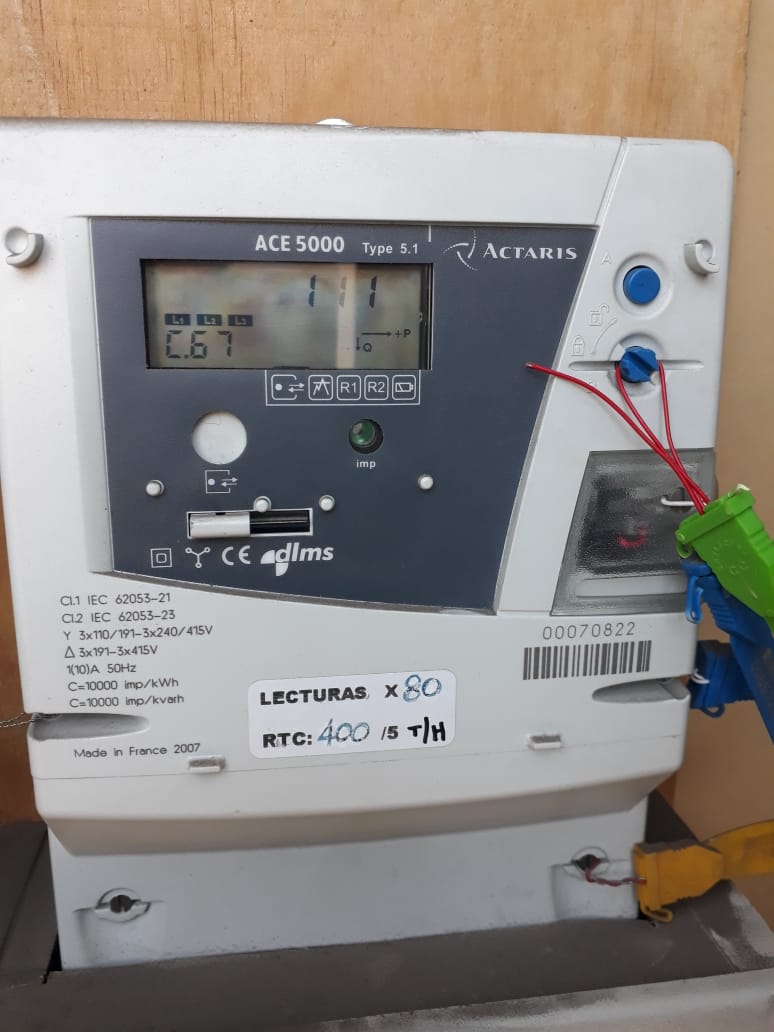 ACE 5000 Type 5.1 ACTARIS
111
L1 L2 L3
C.67
+P
Q
R1 R2
A
imp
CE dlms
Cl.1 IEC 62053-21
Cl.2 IEC 62053-23
Y 3x110/191-3x240/415V
Δ 3x191-3x415V
1(10)A 50Hz
C=10000 imp/kWh
C=10000 imp/kvarh
Made in France 2007
00070822
LECTURAS X 80
RTC: 400 /5 T/H